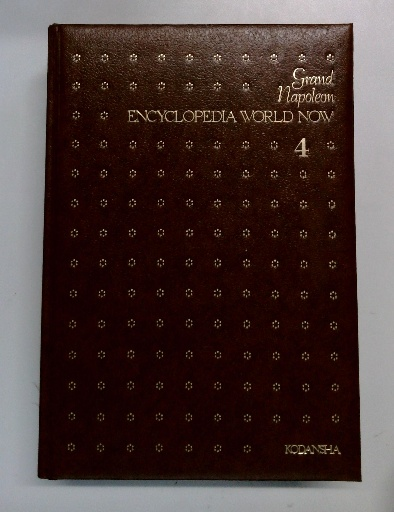 Grand
Napoleon
ENCYCLOPEDIA WORLD NOW
4
KODANSHA